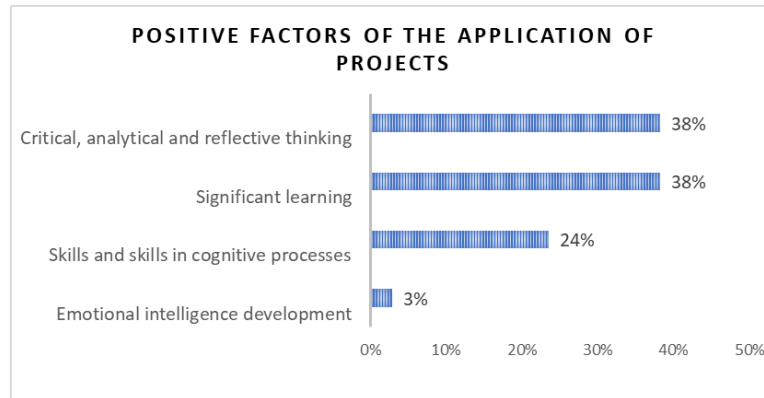 POSITIVE FACTORS OF THE APPLICATION OF
PROJECTS
Critical, analytical and reflective thinking 38%
Significant learning 38%
Skills and skills in cognitive processes 24%
Emotional intelligence development 3%
0% 10% 20% 30% 40% 50%